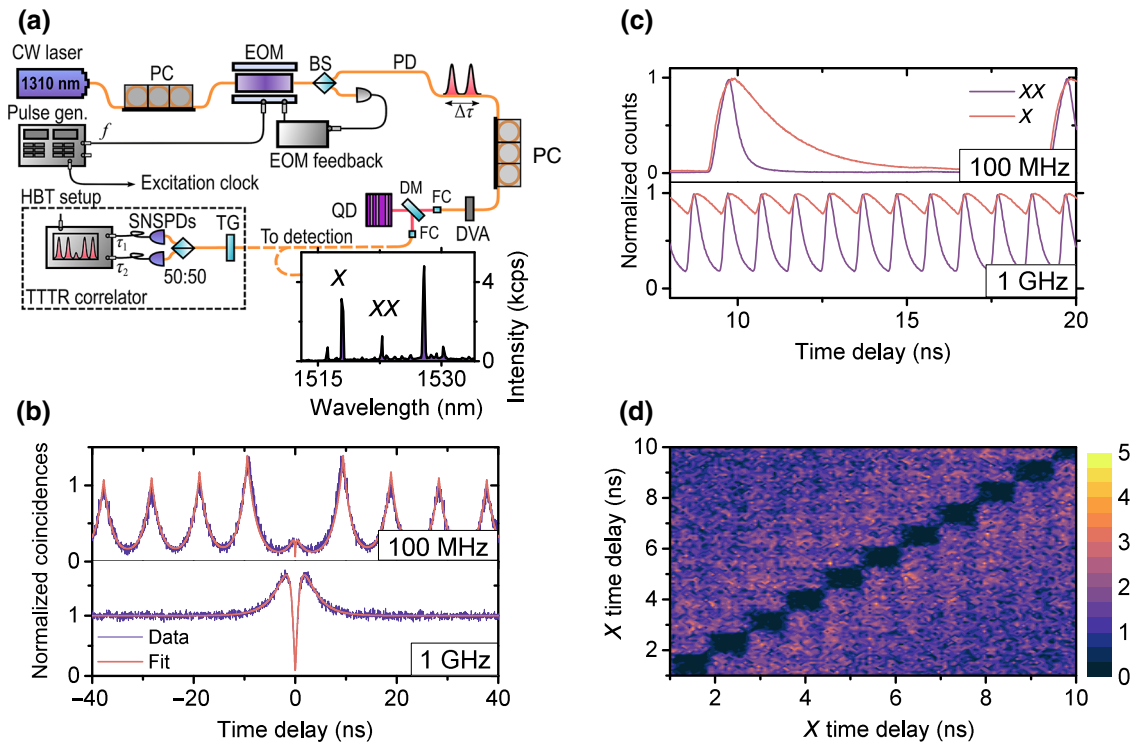 (a)
CW laser
1310 nm
PC
EOM
BS
PD
Δτ
PC
Pulse gen.
f
EOM feedback
Excitation clock
HBT setup
SNSPDs
TG
τ1
τ2
50:50
TTTR correlator
To detection
QD
DM
FC
FC
DVA
X
XX
4
0
Intensity (kcps)
1515
1530
Wavelength (nm)
(b)
Normalized coincidences
1
0
100 MHz
1
0
Data
Fit
1 GHz
−40
−20
0
20
40
Time delay (ns)
(c)
Normalized counts
1
0
XX
X
100 MHz
1
0
1 GHz
10
15
20
Time delay (ns)
(d)
X time delay (ns)
10
8
6
4
2
2
4
6
8
10
X time delay (ns)
5
4
3
2
1
0